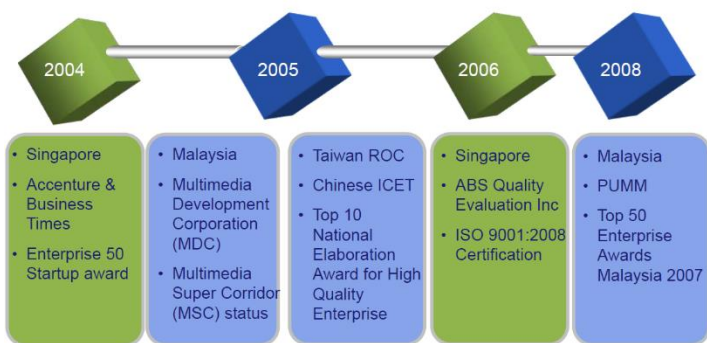 2004
2005
2006
2008
• Singapore
• Accenture &
Business
Times
• Enterprise 50
Startup award
• Malaysia
• Multimedia
Development
Corporation
(MDC)
• Multimedia
Super Corridor
(MSC) status
• Taiwan ROC
• Chinese ICET
• Top 10
National
Elaboration
Award for High
Quality
Enterprise
• Singapore
• ABS Quality
Evaluation Inc
• ISO 9001:2008
Certification
• Malaysia
• PUMM
• Top 50
Enterprise
Awards
Malaysia 2007